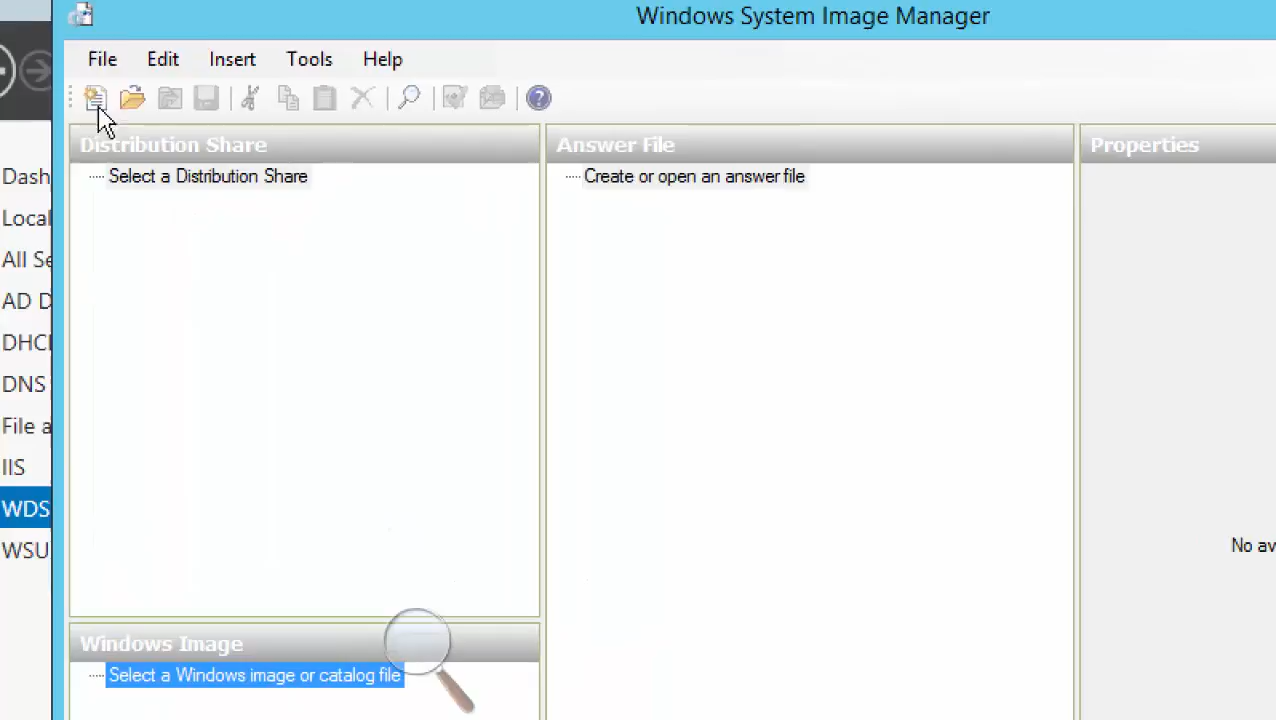 Windows System Image Manager
File Edit Insert Tools Help
Distribution Share
Select a Distribution Share
Answer File
Create or open an answer file
Properties
No av
Windows Image
Select a Windows image or catalog file
Dash
Local
All Se
AD D
DHC
DNS
File a
IIS
WDS
WSU